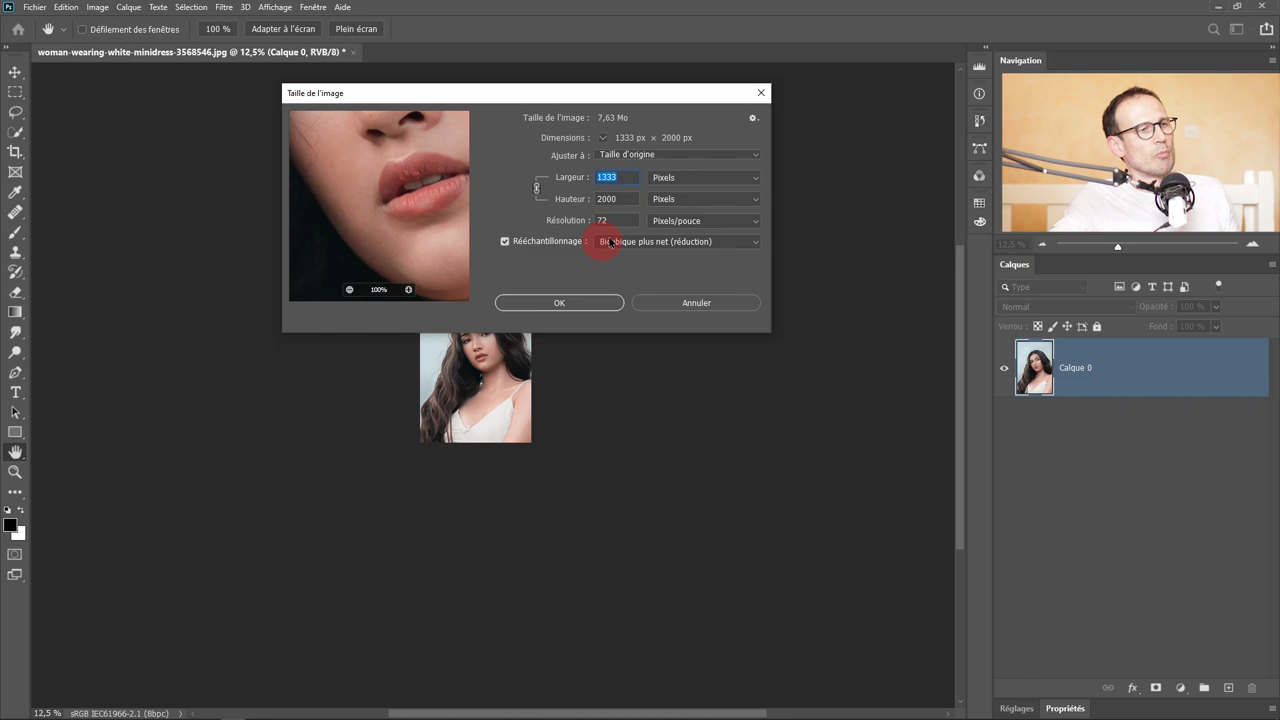 Ps Fichier Edition Image Calque Texte Sélection Filtre 3D Affichage Fenêtre Aide
Défilement des fenêtres 100 % Adapter à l'écran Plein écran
woman-wearing-white-minidress-3568546.jpg @ 12,5% (Calque 0, RVB/8) * ×
Taille de l'image
Taille de l'image : 7,63 Mo
Dimensions : 1333 px × 2000 px
Ajuster à : Taille d'origine
Largeur : 1333 Pixels
Hauteur : 2000 Pixels
Résolution : 72 Pixels/pouce
Rééchantillonnage : Bicubique plus net (réduction)
100%
OK Annuler
Navigation
12,5 %
Calques
Type
Normal Opacité : 100 %
Verrou : Fond : 100 %
Calque 0
Réglages Propriétés
12,5 % sRGB IEC61966-2.1 (8bpc)